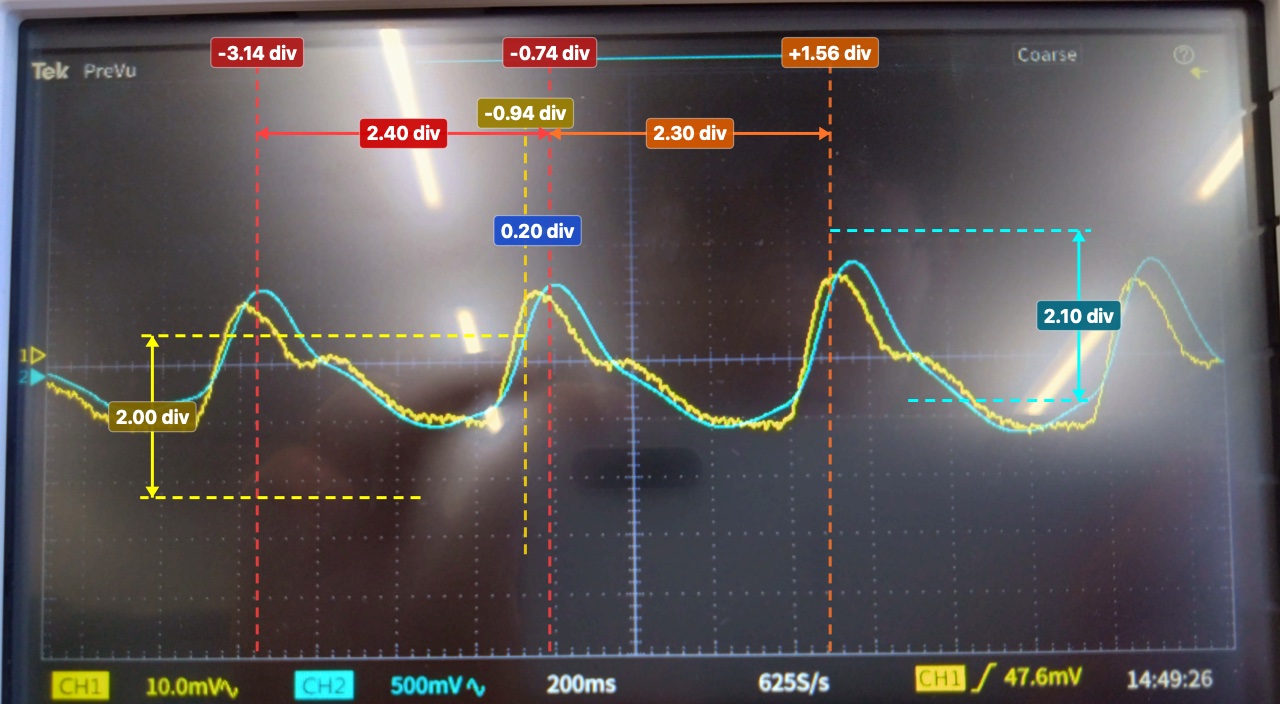 -3.14 div
-0.74 div
+1.56 div
Tek PreVu
Coarse
?
-0.94 div
2.40 div
2.30 div
0.20 div
2.10 div
1
2
2.00 div
CH1 10.0mV CH2 500mV 200ms 625S/s CH1 47.6mV 14:49:26